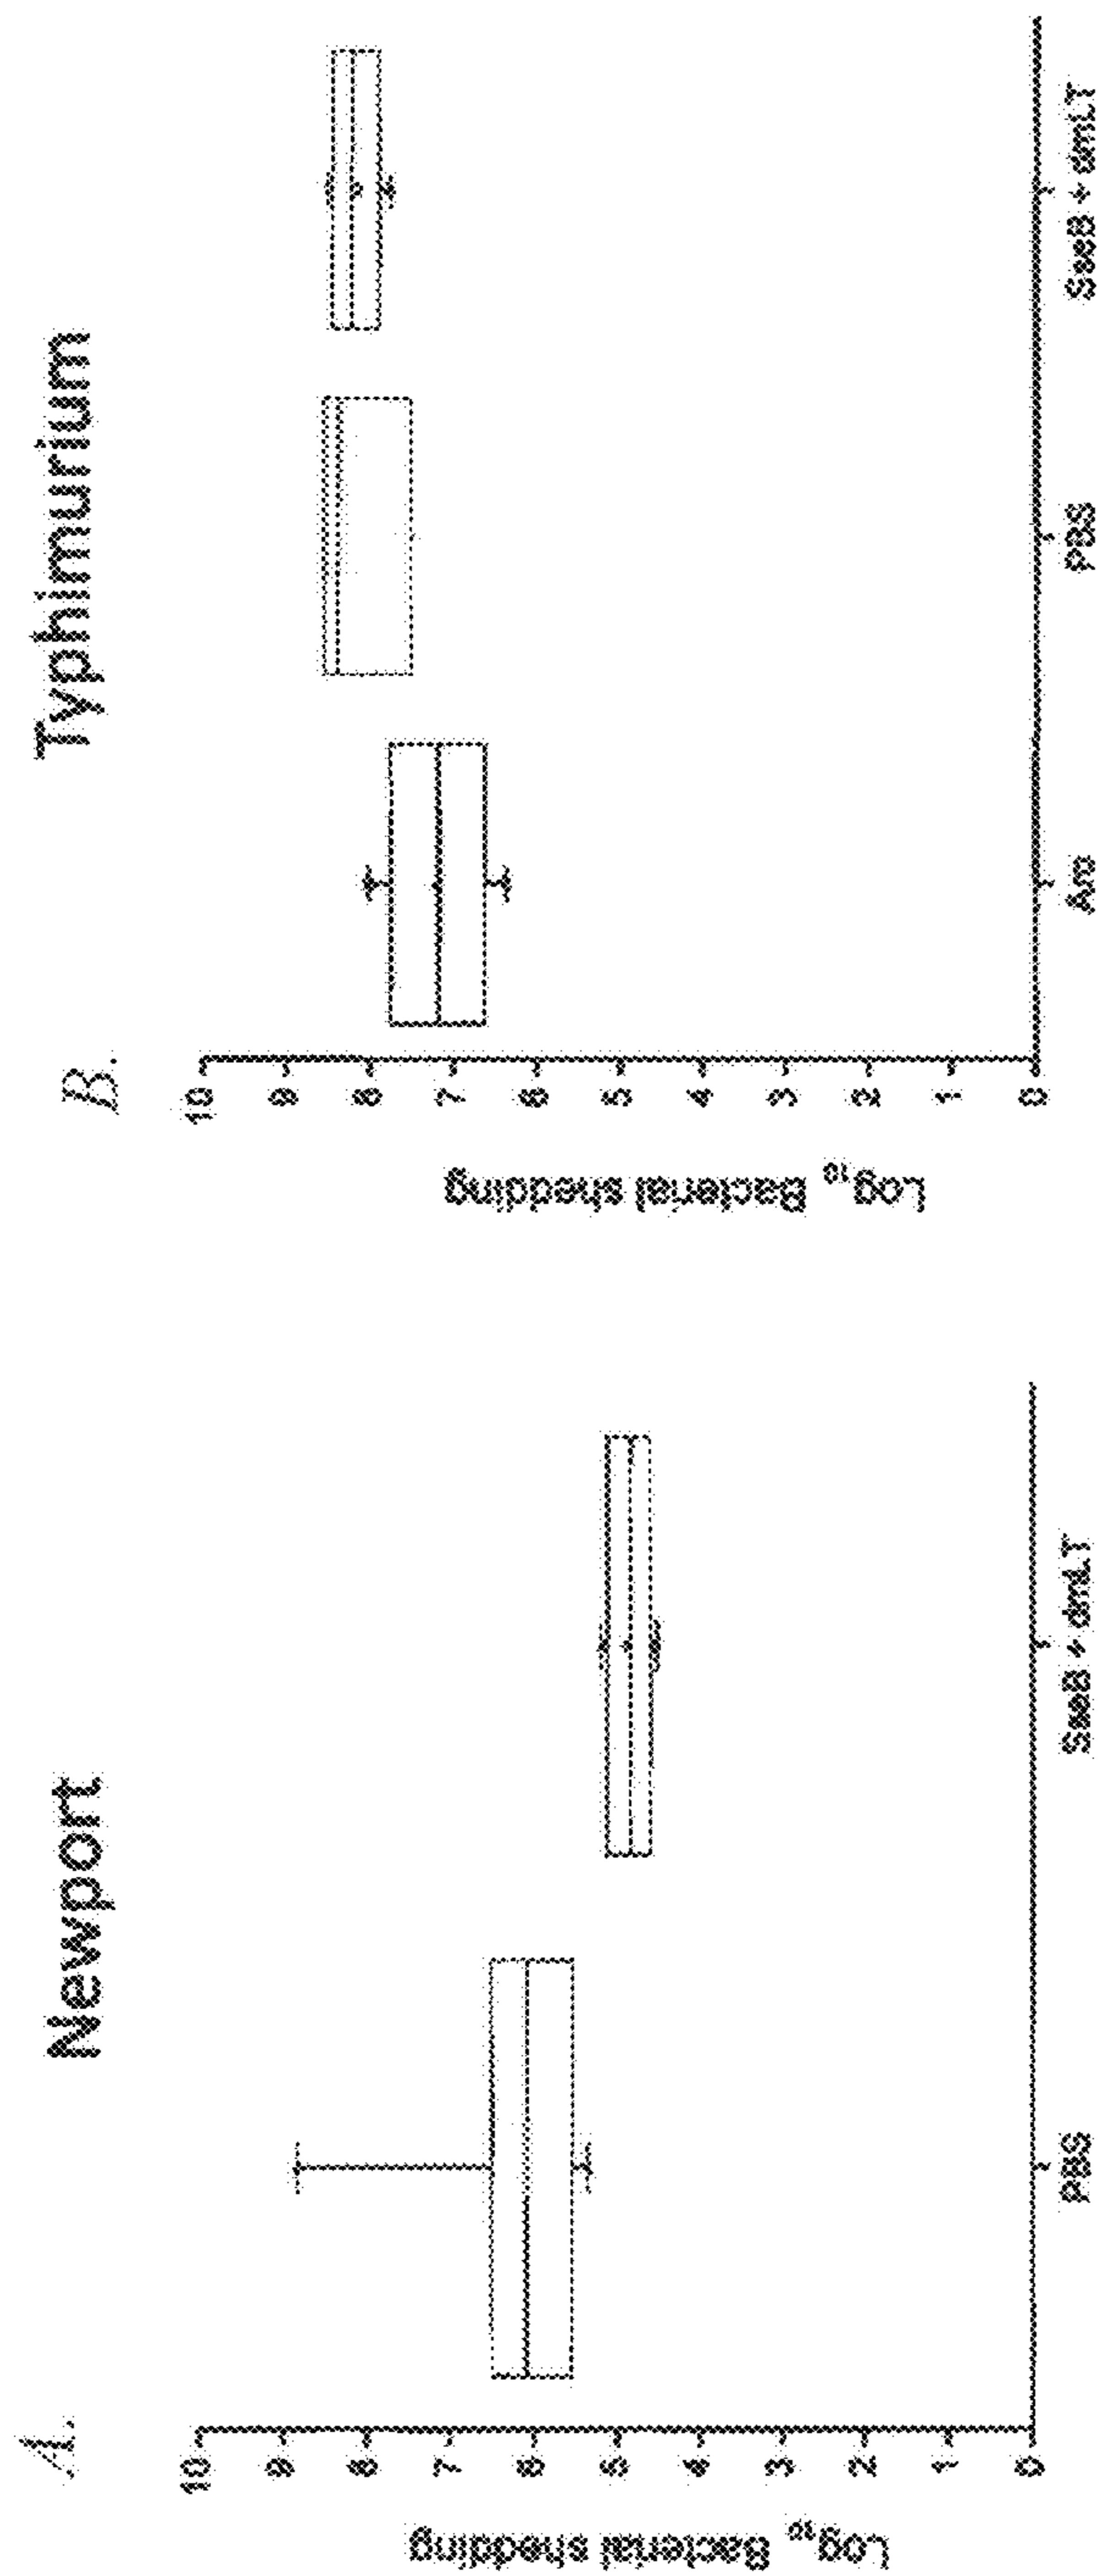 A.
Newport
Log₁₀ Bacterial shedding
10
9
8
7
6
5
4
3
2
1
0
PBS
SseB + dmLT
B.
Typhimurium
Log₁₀ Bacterial shedding
10
9
8
7
6
5
4
3
2
1
0
Aro
PBS
SseB + dmLT